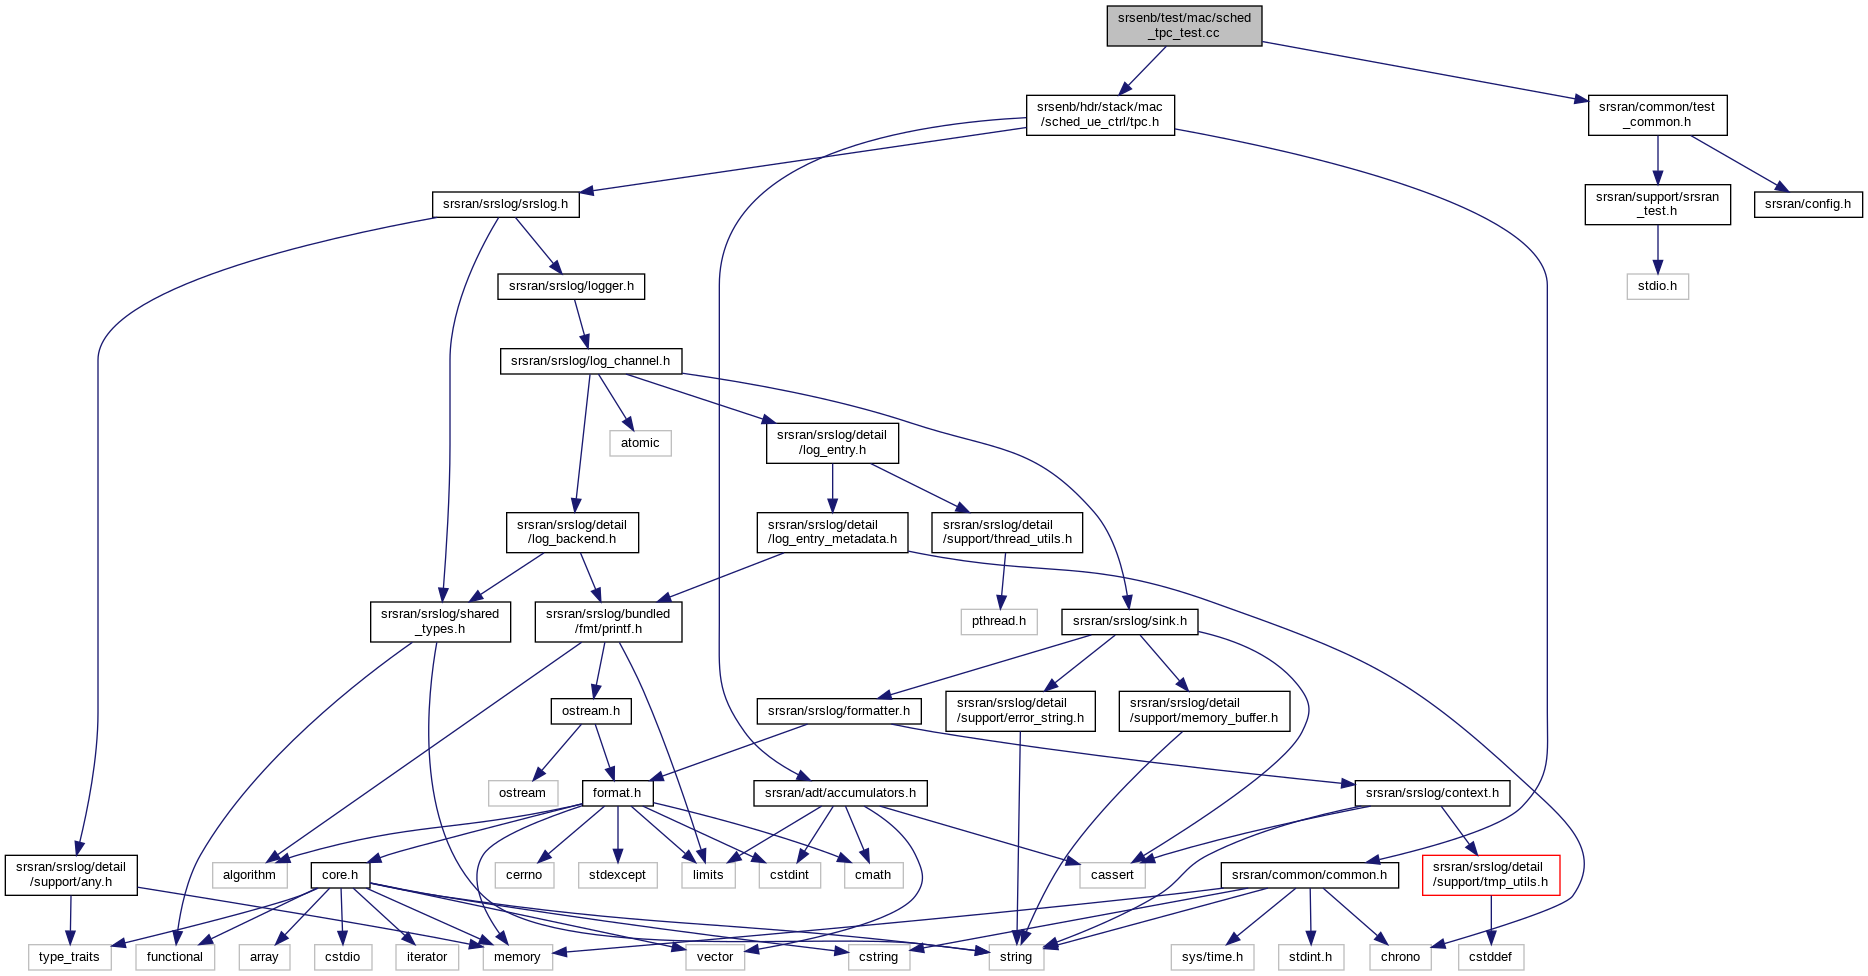 srsenb/test/mac/sched
_tpc_test.cc
srsenb/hdr/stack/mac
/sched_ue_ctrl/tpc.h
srsran/common/test
_common.h
srsran/srslog/srslog.h
srsran/support/srsran
_test.h
srsran/config.h
srsran/srslog/logger.h
stdio.h
srsran/srslog/log_channel.h
atomic
srsran/srslog/detail
/log_entry.h
srsran/srslog/detail
/log_backend.h
srsran/srslog/detail
/log_entry_metadata.h
srsran/srslog/detail
/support/thread_utils.h
srsran/srslog/shared
_types.h
srsran/srslog/bundled
/fmt/printf.h
pthread.h
srsran/srslog/sink.h
ostream.h
srsran/srslog/formatter.h
srsran/srslog/detail
/support/error_string.h
srsran/srslog/detail
/support/memory_buffer.h
ostream
format.h
srsran/adt/accumulators.h
srsran/srslog/context.h
srsran/srslog/detail
/support/any.h
algorithm
core.h
cerrno
stdexcept
limits
cstdint
cmath
cassert
srsran/common/common.h
srsran/srslog/detail
/support/tmp_utils.h
type_traits
functional
array
cstdio
iterator
memory
vector
cstring
string
sys/time.h
stdint.h
chrono
cstddef